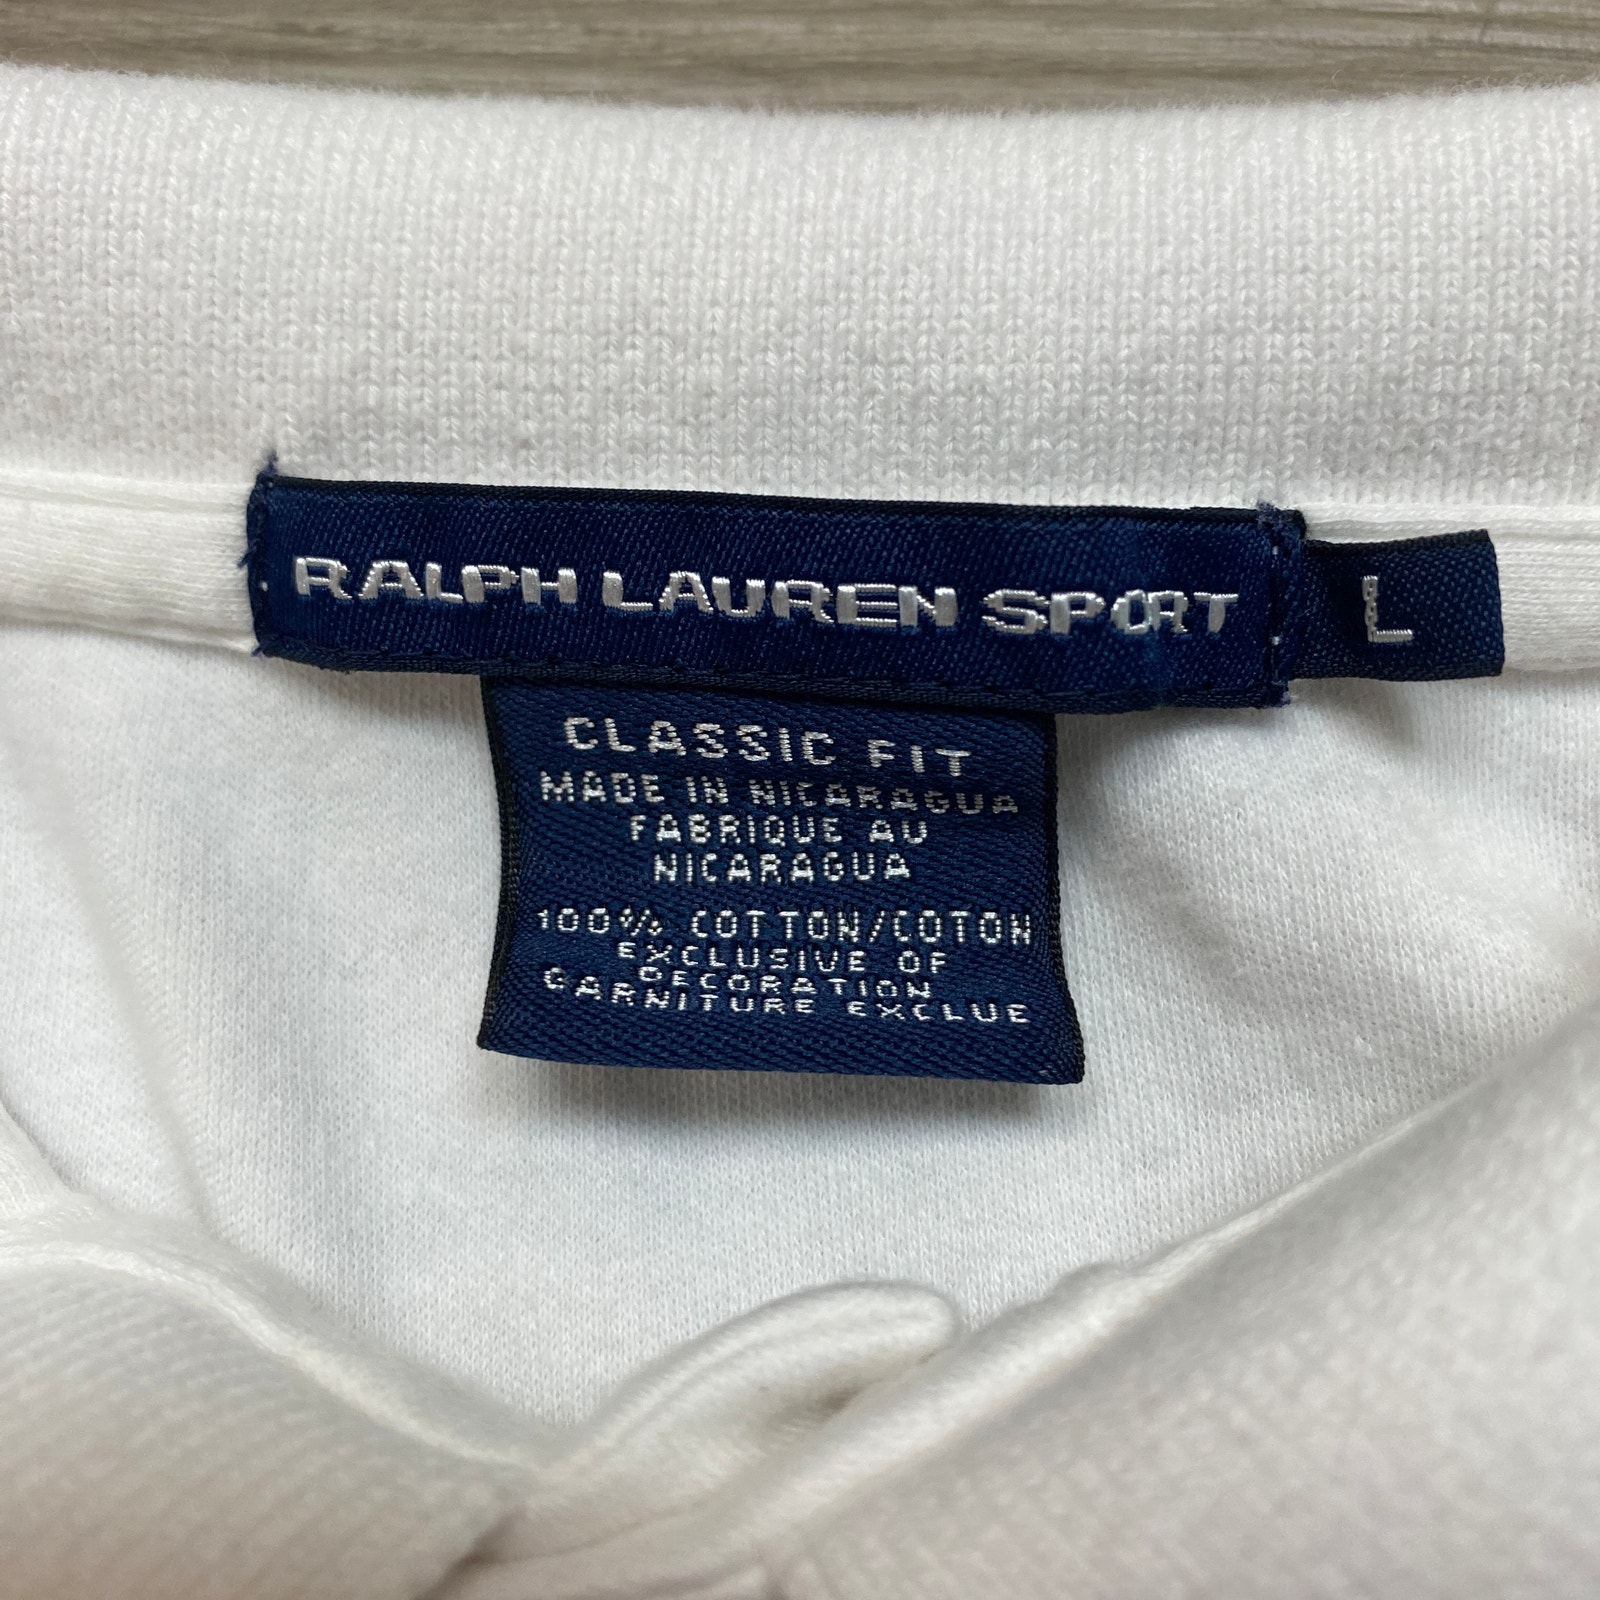 RALPH LAUREN SPORT
L
CLASSIC FIT
MADE IN NICARAGUA
FABRIQUE AU
NICARAGUA
100% COTTON/COTON
EXCLUSIVE OF
DECORATION
GARNITURE EXCLUE